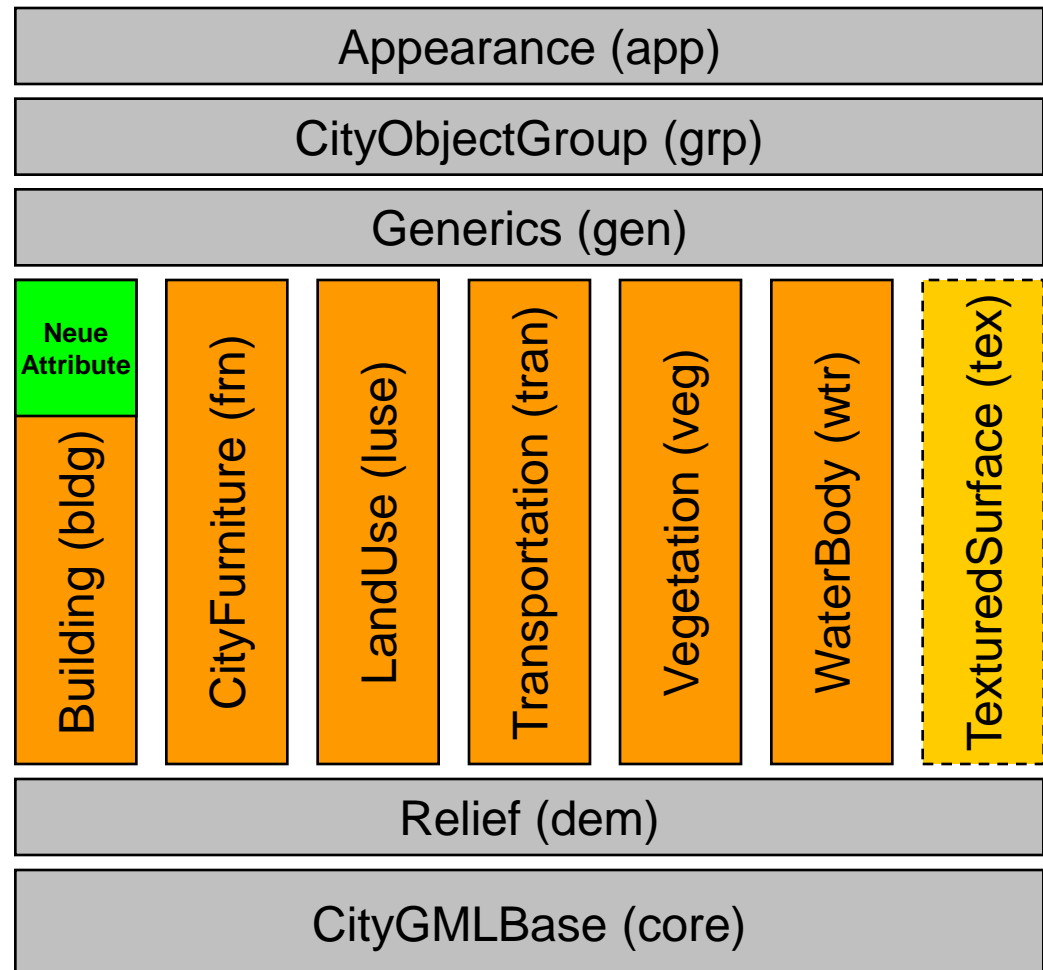 Appearance (app)
CityObjectGroup (grp)
Generics (gen)
Neue
Attribute
Building (bldg)
CityFurniture (frn)
LandUse (luse)
Transportation (tran)
Vegetation (veg)
WaterBody (wtr)
TexturedSurface (tex)
Relief (dem)
CityGMLBase (core)